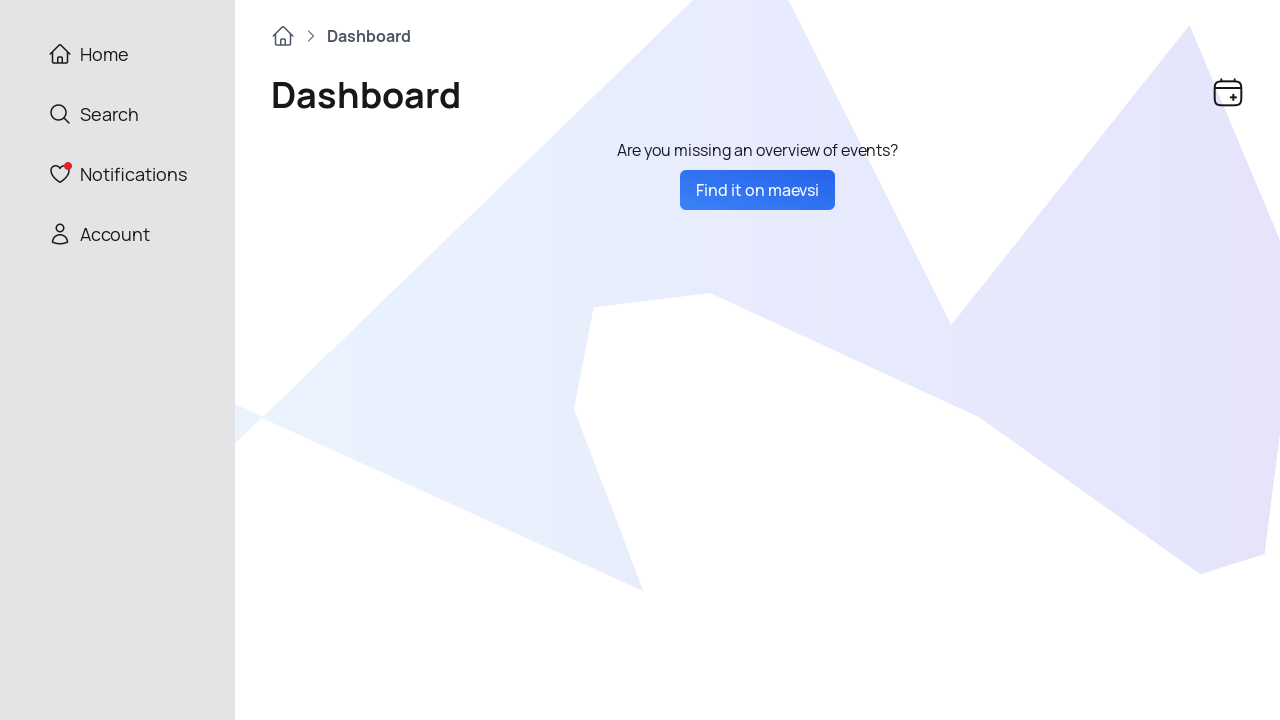 Home
Search
Notifications
Account
Dashboard
Dashboard
Are you missing an overview of events?
Find it on maevsi